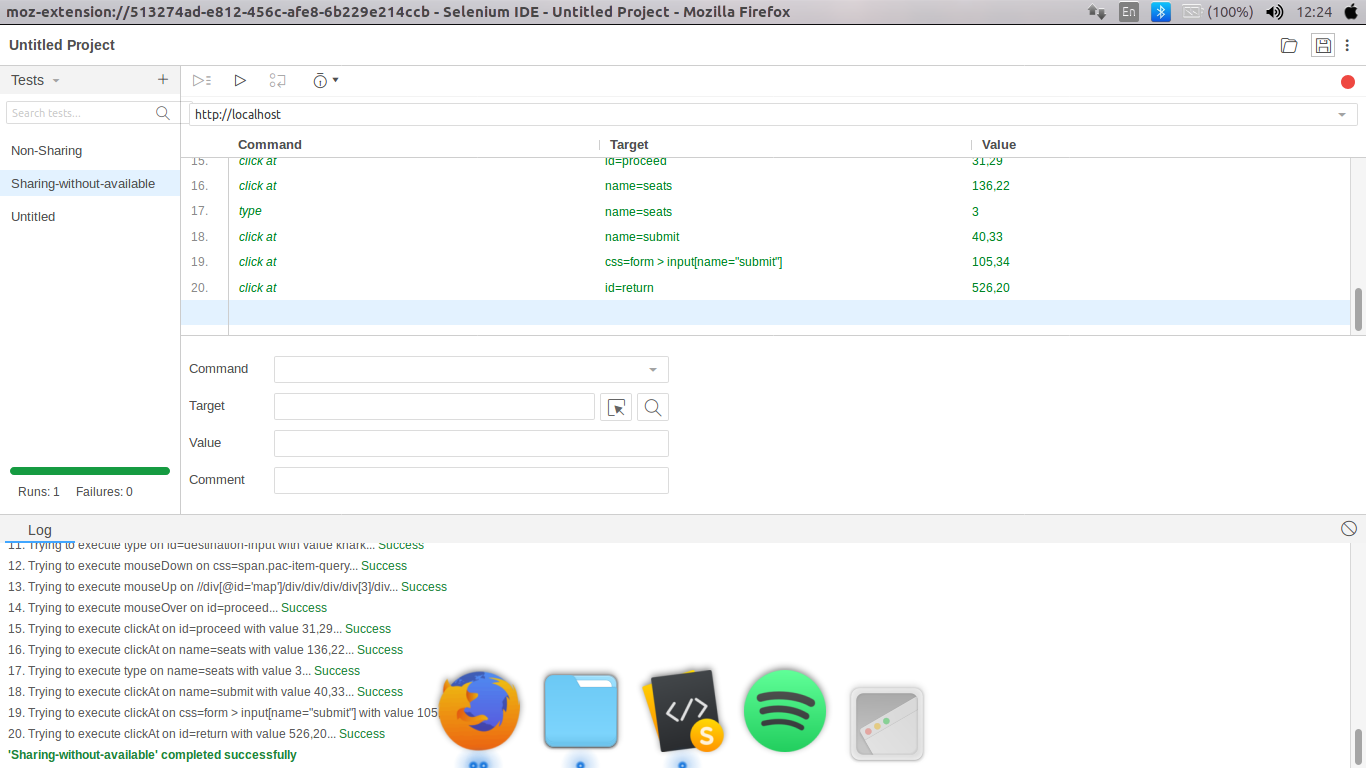 moz-extension://513274ad-e812-456c-afe8-6b229e214ccb - Selenium IDE - Untitled Project - Mozilla Firefox
En
(100%)
12:24
Untitled Project
Tests
+
Search tests...
http://localhost
Command
Target
Value
Non-Sharing
Sharing-without-available
Untitled
15. click at id=proceed 31,29
16. click at name=seats 136,22
17. type name=seats 3
18. click at name=submit 40,33
19. click at css=form > input[name="submit"] 105,34
20. click at id=return 526,20
Command
Target
Value
Comment
Runs: 1 Failures: 0
Log
11. Trying to execute type on id=destination-input with value khark... Success
12. Trying to execute mouseDown on css=span.pac-item-query... Success
13. Trying to execute mouseUp on //div[@id='map']/div/div/div/div[3]/div... Success
14. Trying to execute mouseOver on id=proceed... Success
15. Trying to execute clickAt on id=proceed with value 31,29... Success
16. Trying to execute clickAt on name=seats with value 136,22... Success
17. Trying to execute type on name=seats with value 3... Success
18. Trying to execute clickAt on name=submit with value 40,33... Success
19. Trying to execute clickAt on css=form > input[name="submit"] with value 105
20. Trying to execute clickAt on id=return with value 526,20... Success
'Sharing-without-available' completed successfully